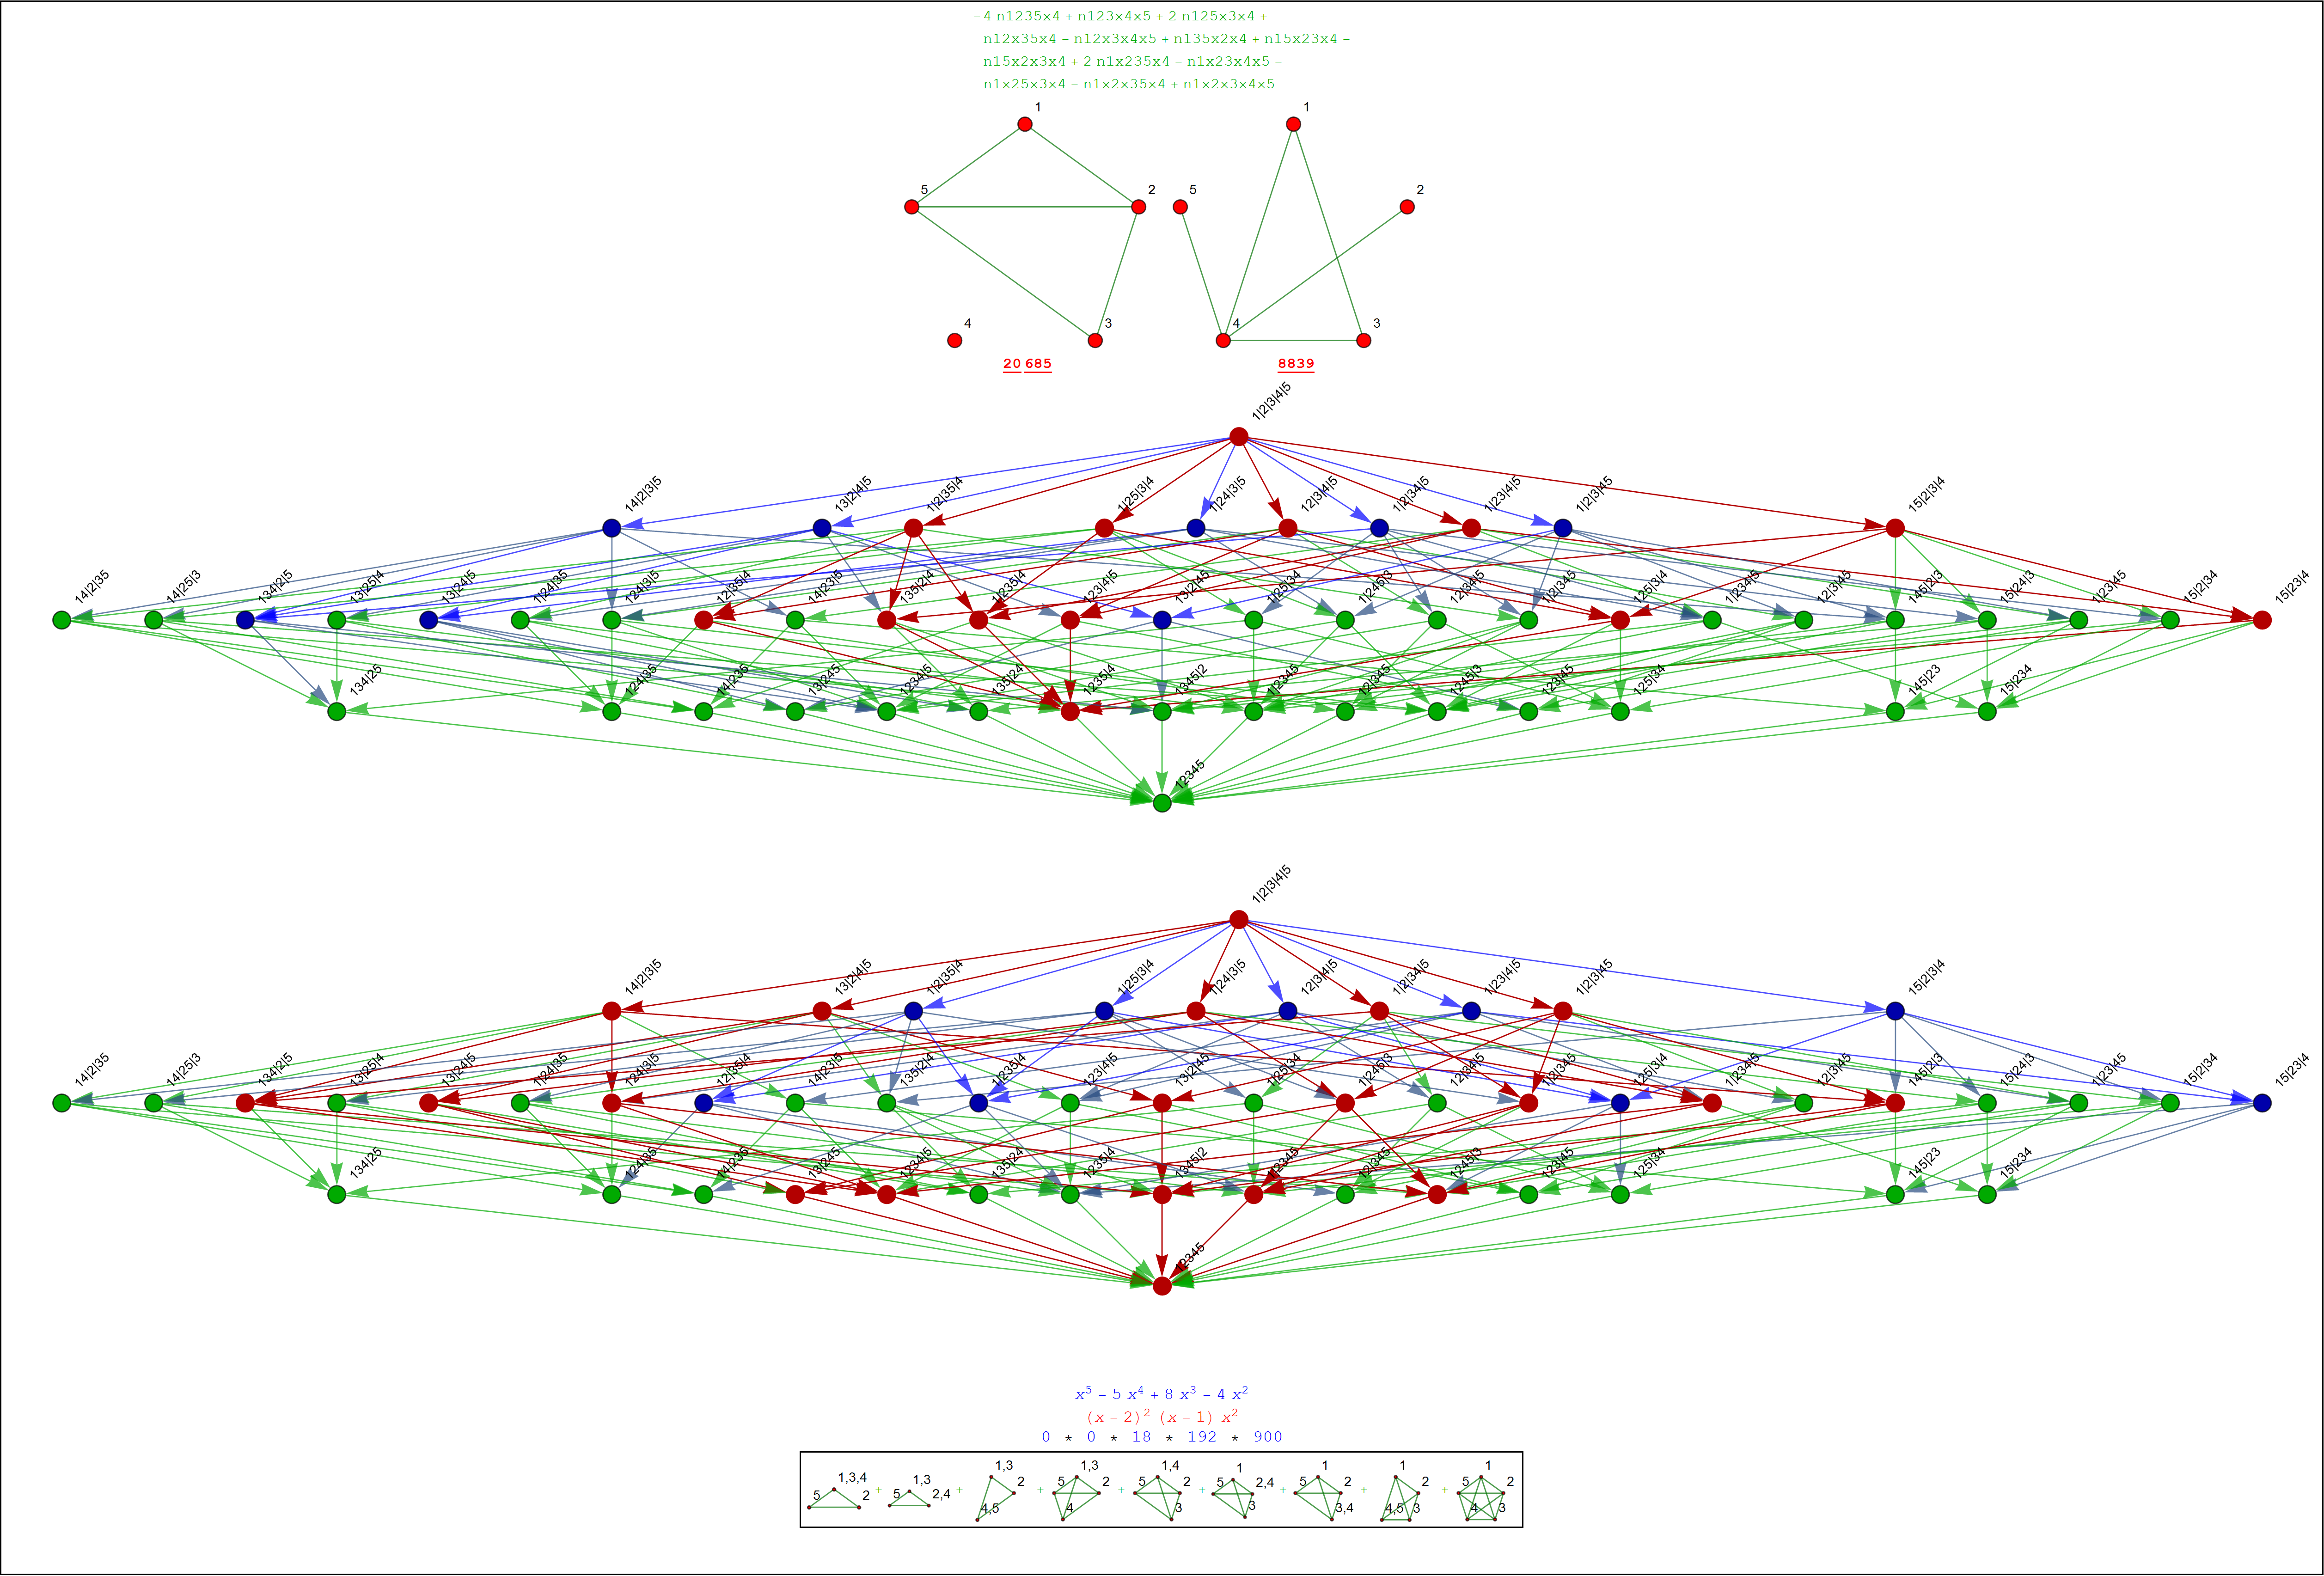 -4 n1235x4 + n123x4x5 + 2 n125x3x4 +
n12x35x4 - n12x3x4x5 + n135x2x4 + n15x23x4 -
n15x2x3x4 + 2 n1x235x4 - n1x23x4x5 -
n1x25x3x4 - n1x2x35x4 + n1x2x3x4x5
1 1
5 2 5 2
4 3 4 3
20 685 8839
1|2|3|4|5
14|2|3|5 13|2|4|5 1|2|35|4 1|25|3|4 1|24|3|5 12|3|4|5 1|2|34|5 1|23|4|5 1|2|3|45 15|2|3|4
14|2|35 14|25|3 134|2|5 13|25|4 13|24|5 1|24|35 124|3|5 12|35|4 14|23|5 135|2|4 1|235|4 123|4|5 13|2|45 1|25|34 1|245|3 12|34|5 1|2|345 125|3|4 1|234|5 12|3|45 145|2|3 15|24|3 1|23|45 15|2|34 15|23|4
134|25 124|35 14|235 13|245 1234|5 135|24 1235|4 1345|2 1|2345 12|345 1245|3 123|45 125|34 145|23 15|234
12345
1|2|3|4|5
14|2|3|5 13|2|4|5 1|2|35|4 1|25|3|4 1|24|3|5 12|3|4|5 1|2|34|5 1|23|4|5 1|2|3|45 15|2|3|4
14|2|35 14|25|3 134|2|5 13|25|4 13|24|5 1|24|35 124|3|5 12|35|4 14|23|5 135|2|4 1|235|4 123|4|5 13|2|45 1|25|34 1|245|3 12|34|5 1|2|345 125|3|4 1|234|5 12|3|45 145|2|3 15|24|3 1|23|45 15|2|34 15|23|4
134|25 124|35 14|235 13|245 1234|5 135|24 1235|4 1345|2 1|2345 12|345 1245|3 123|45 125|34 145|23 15|234
12345
x⁵ - 5 x⁴ + 8 x³ - 4 x²
(x - 2)² (x - 1) x²
0 * 0 * 18 * 192 * 900
1,3,4 5 2 + 1,3 5 2,4 + 1,3 2 4,5 + 1,3 5 2 4 + 1,4 5 2 3 + 1 5 2,4 3 + 1 5 2 3,4 + 1 2 4,5 3 + 1 5 2 4 3